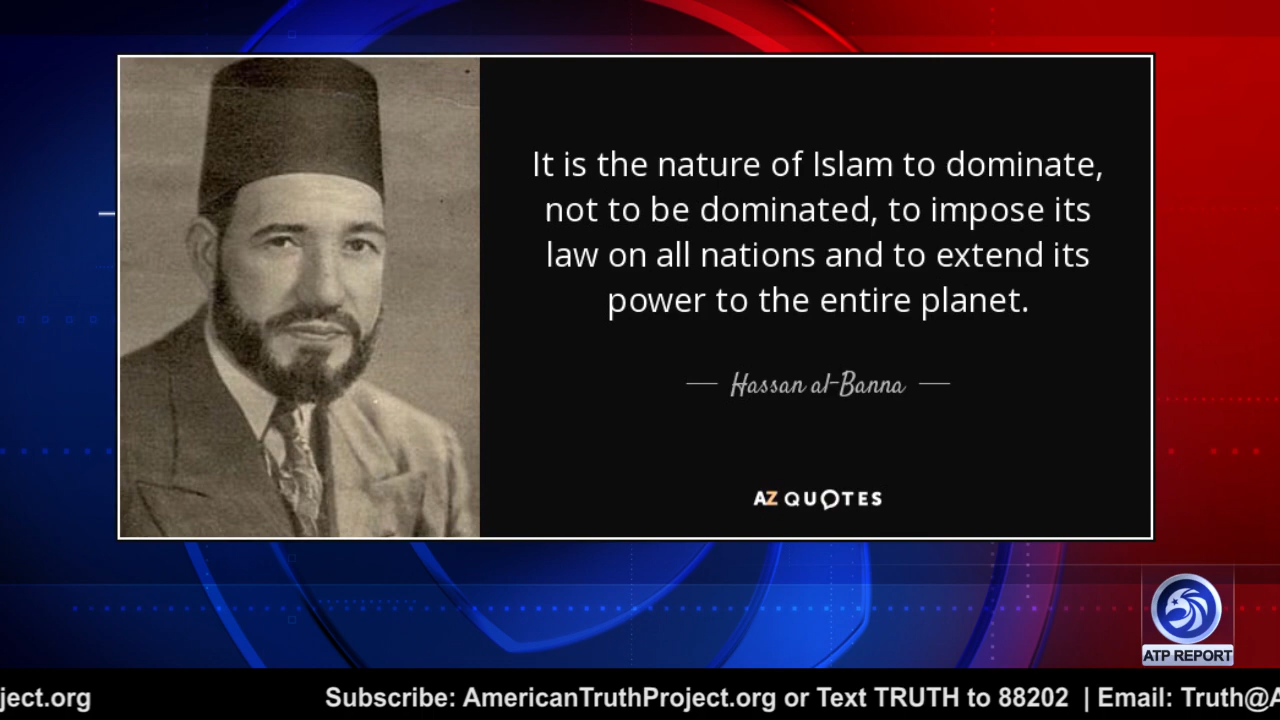 It is the nature of Islam to dominate,
not to be dominated, to impose its
law on all nations and to extend its
power to the entire planet.
Hassan al-Banna
AZ QUOTES
ATP REPORT
ject.org Subscribe: AmericanTruthProject.org or Text TRUTH to 88202 | Email: Truth@A